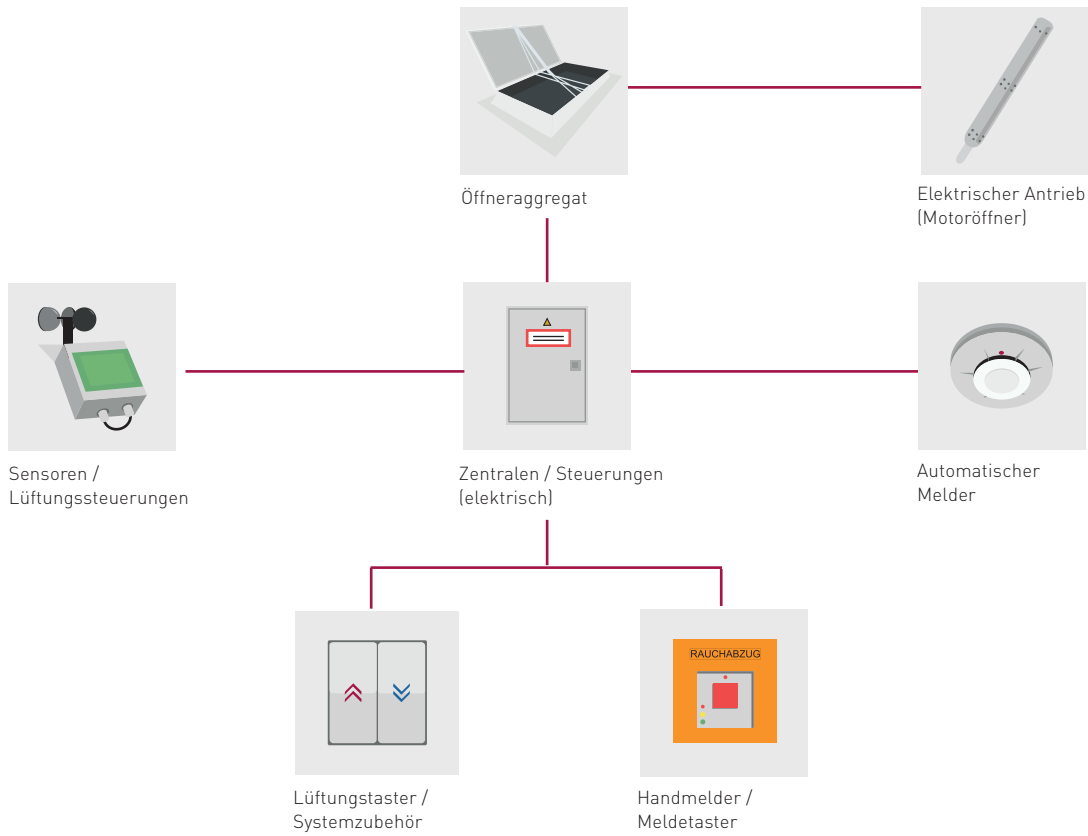 Öffneraggregat
Elektrischer Antrieb
(Motoröffner)
Sensoren /
Lüftungssteuerungen
Zentralen / Steuerungen
(elektrisch)
Automatischer
Melder
RAUCHABZUG
Lüftungstaster /
Systemzubehör
Handmelder /
Meldetaster